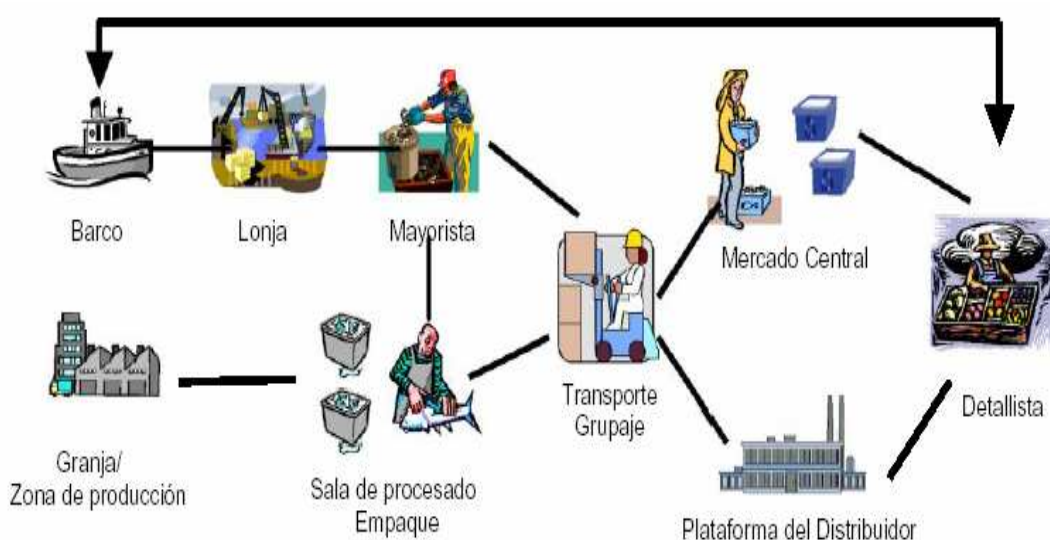 Barco
Lonja
Mayorista
Mercado Central
Granja/
Zona de producción
Sala de procesado
Empaque
Transporte
Grupaje
Plataforma del Distribuidor
Detallista